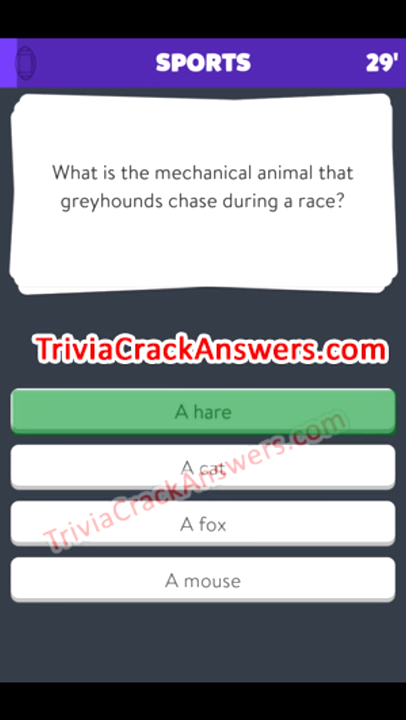 SPORTS 29'
What is the mechanical animal that
greyhounds chase during a race?
TriviaCrackAnswers.com
A hare
A cat
TriviaCrackAnswers.com
A fox
A mouse